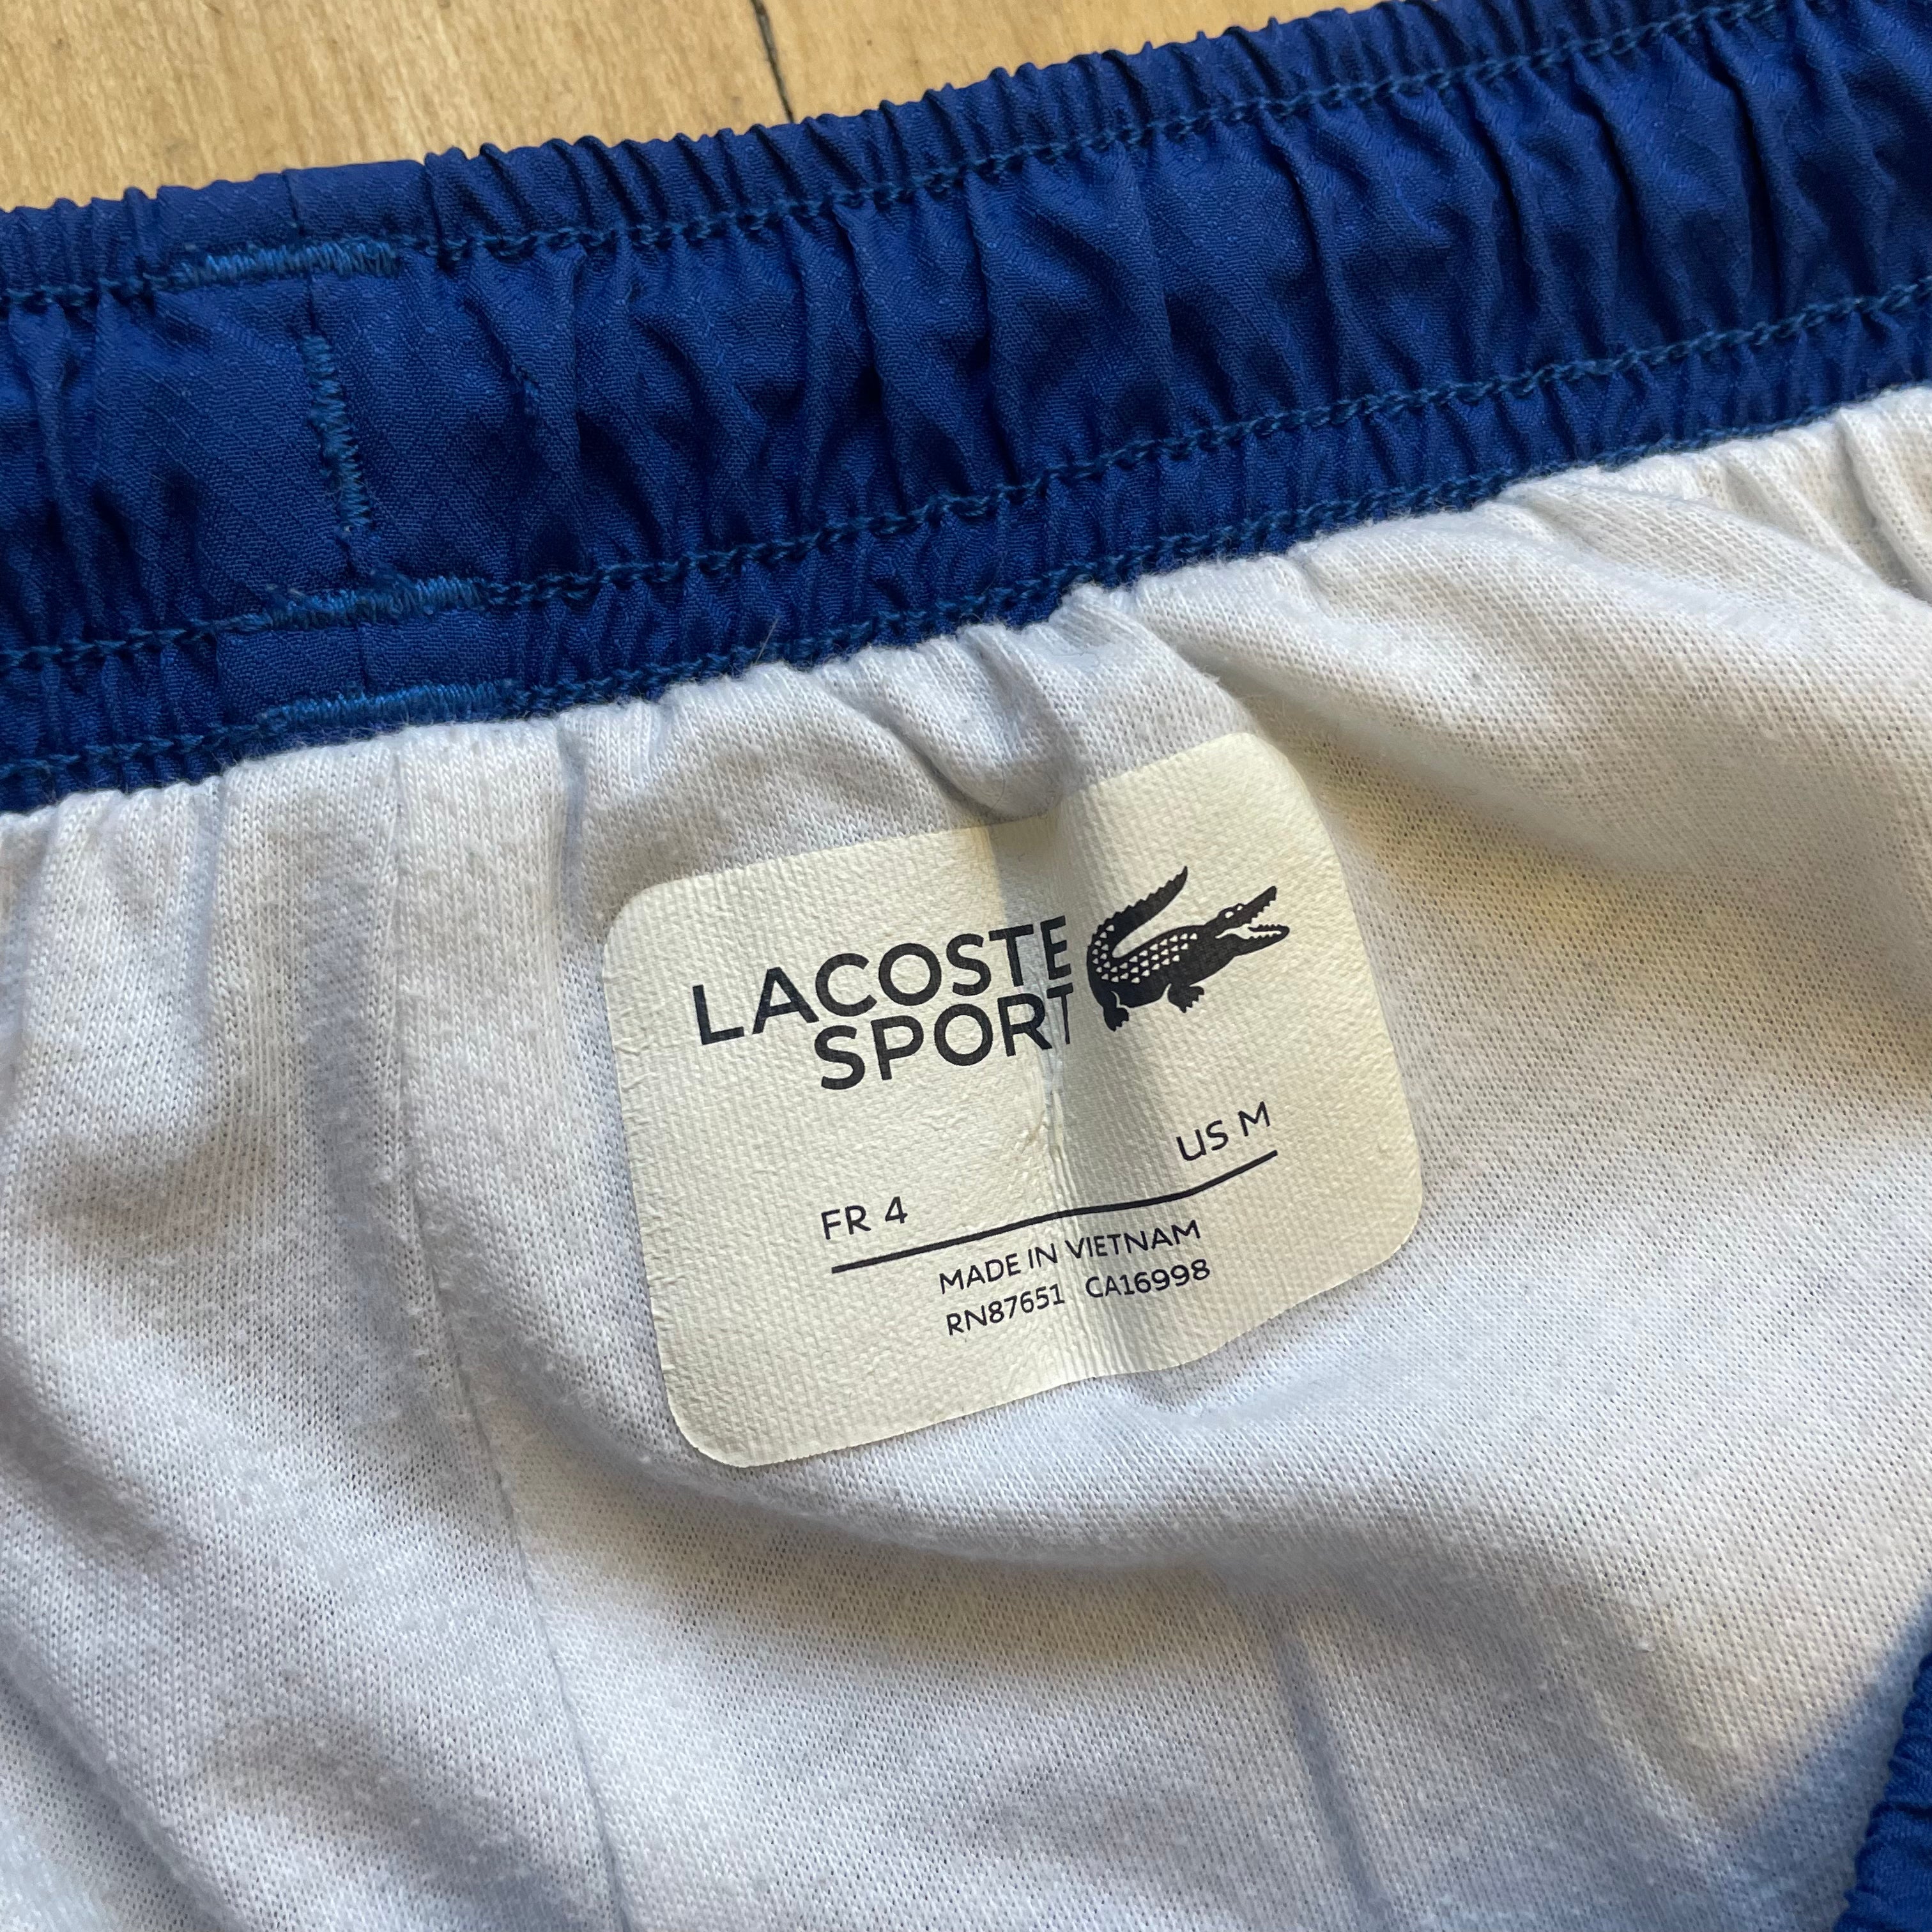 LACOSTE
SPORT
FR 4 US M
MADE IN VIETNAM
RN87651 CA16998